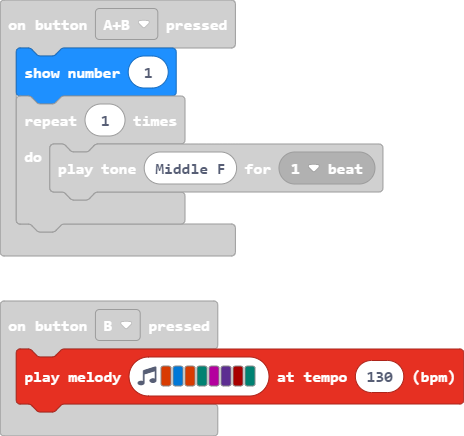 on button A+B pressed
show number 1
repeat 1 times
do
play tone Middle F for 1 beat
on button B pressed
play melody at tempo 130 (bpm)